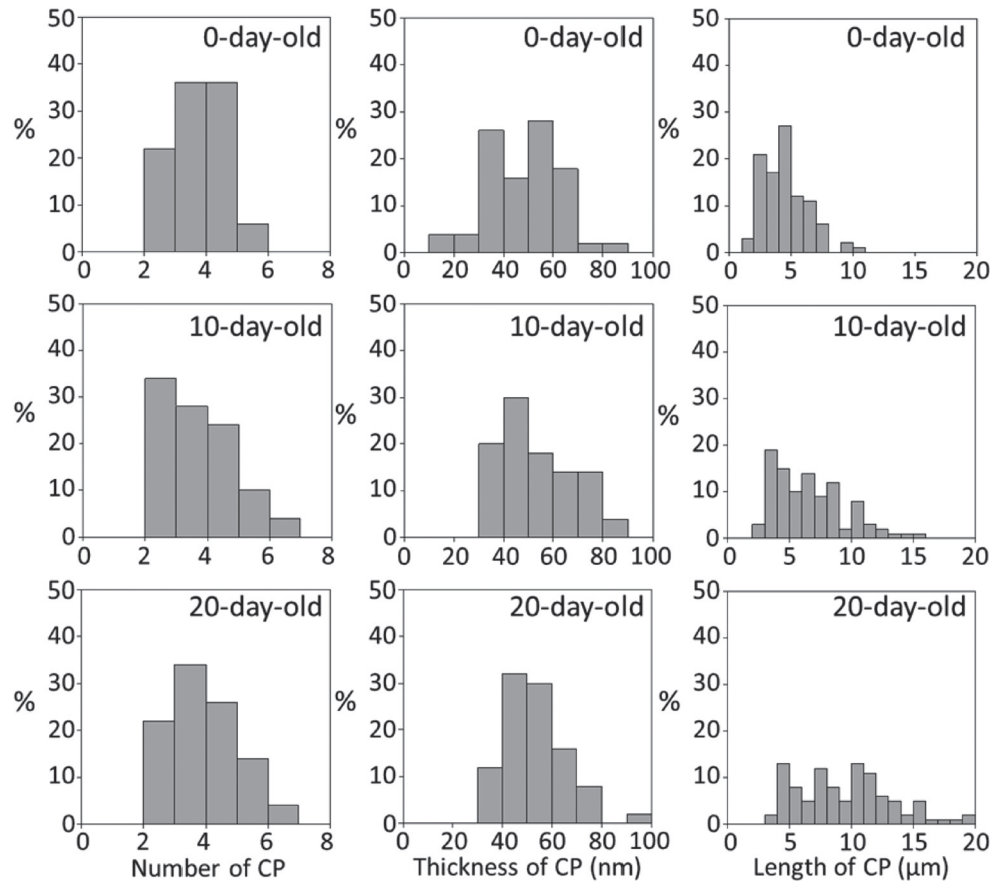 50 0-day-old 50 0-day-old 50 0-day-old
40 40 40
30 30 30
% % %
20 20 20
10 10 10
0 0 0
0 2 4 6 8 0 20 40 60 80 100 0 5 10 15 20
50 10-day-old 50 10-day-old 50 10-day-old
40 40 40
30 30 30
% % %
20 20 20
10 10 10
0 0 0
0 2 4 6 8 0 20 40 60 80 100 0 5 10 15 20
50 20-day-old 50 20-day-old 50 20-day-old
40 40 40
30 30 30
% % %
20 20 20
10 10 10
0 0 0
0 2 4 6 8 0 20 40 60 80 100 0 5 10 15 20
Number of CP Thickness of CP (nm) Length of CP (μm)